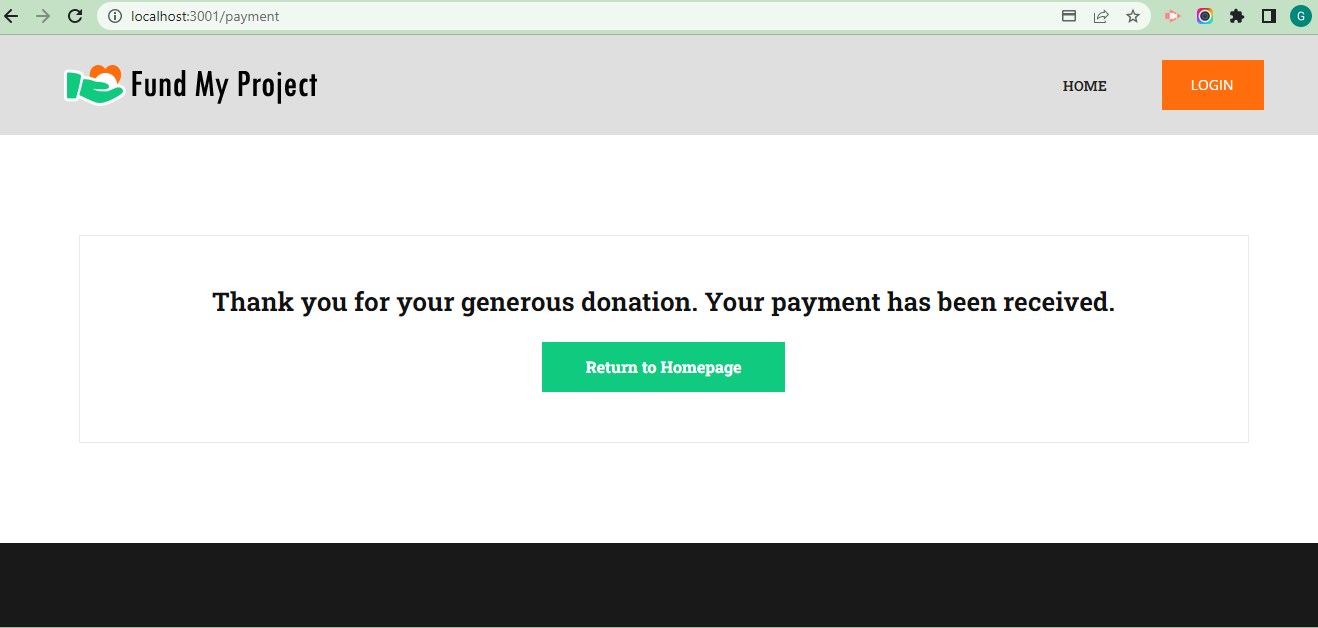 localhost:3001/payment
G
Fund My Project
HOME
LOGIN
Thank you for your generous donation. Your payment has been received.
Return to Homepage